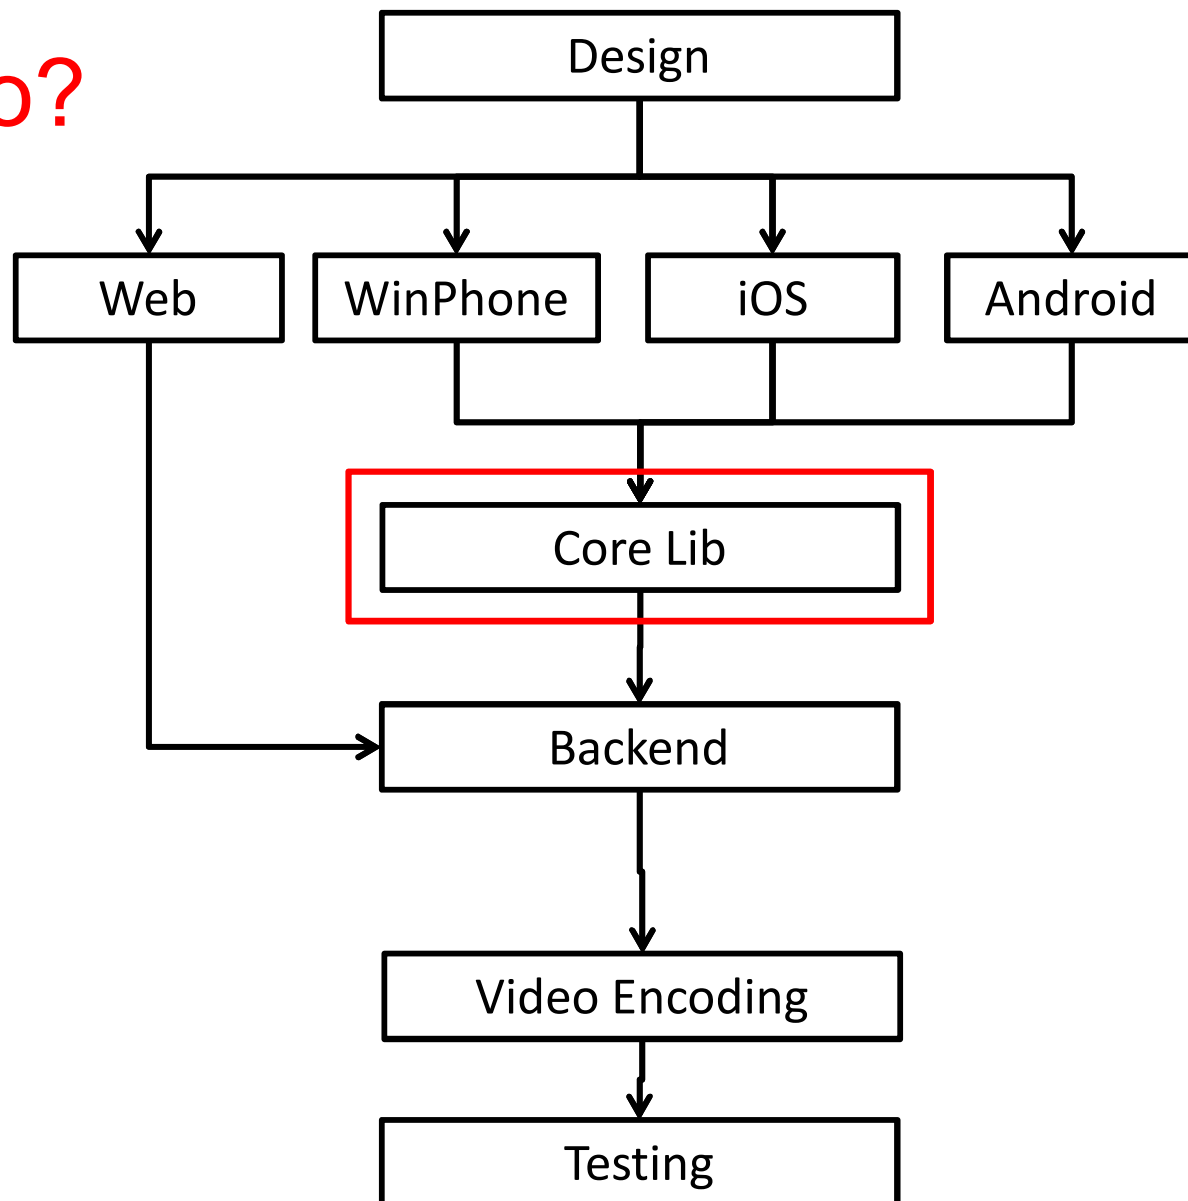 Design
Web
WinPhone
iOS
Android
Core Lib
Backend
Video Encoding
Testing